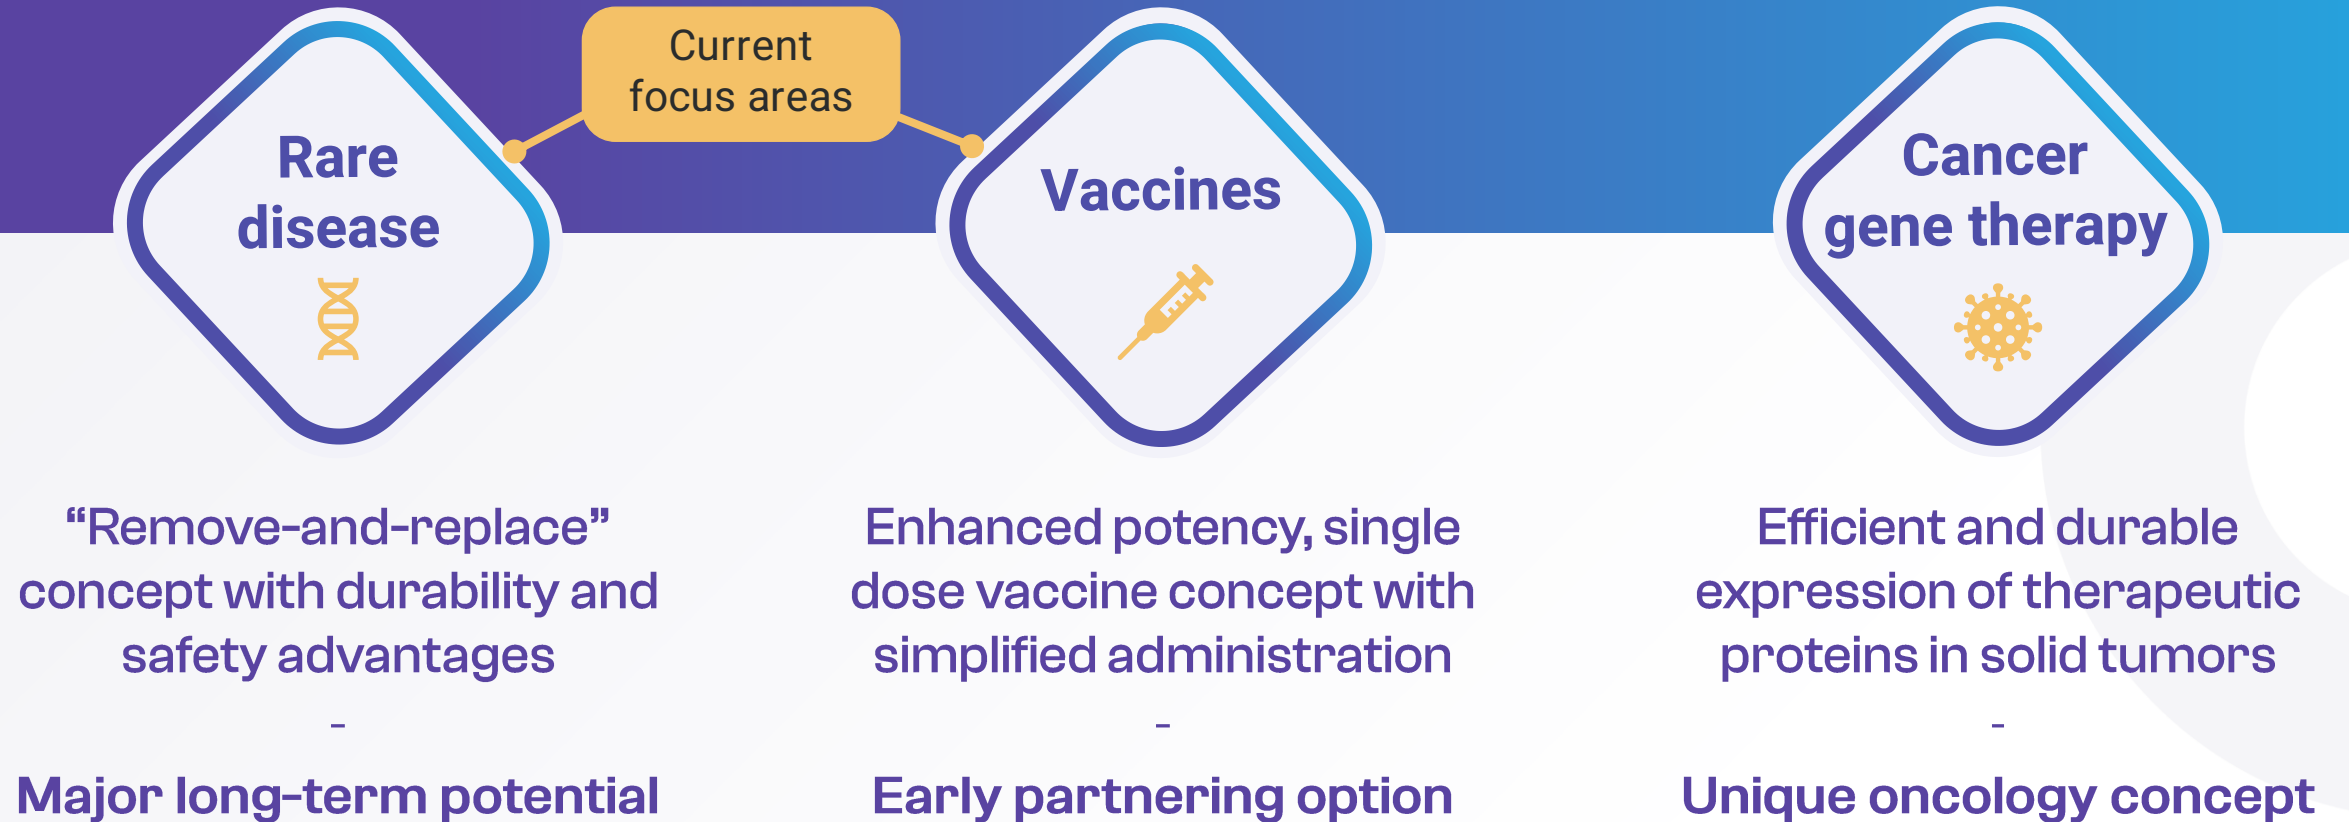 Current
focus areas
Rare
disease
Vaccines
Cancer
gene therapy
“Remove-and-replace”
concept with durability and
safety advantages
-
Major long-term potential
Enhanced potency, single
dose vaccine concept with
simplified administration
-
Early partnering option
Efficient and durable
expression of therapeutic
proteins in solid tumors
-
Unique oncology concept